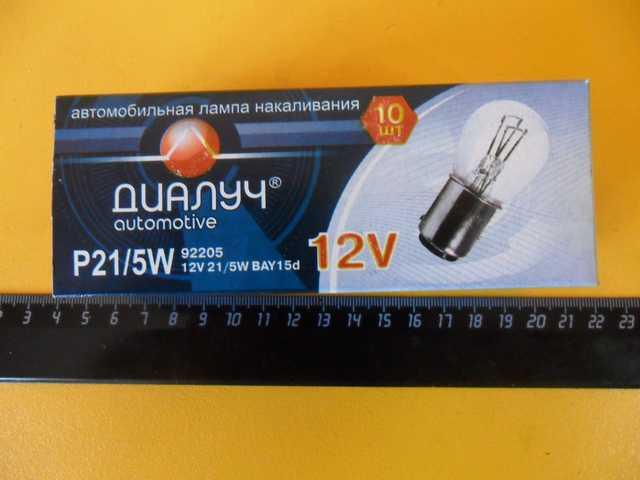 автомобильная лампа накаливания
10
шт
ДИАЛУЧ®
automotive
P21/5W
92205
12V 21/5W BAY15d
12V
3 4 5 6 7 8 9 10 11 12 13 14 15 16 17 18 19 20 21 22 23